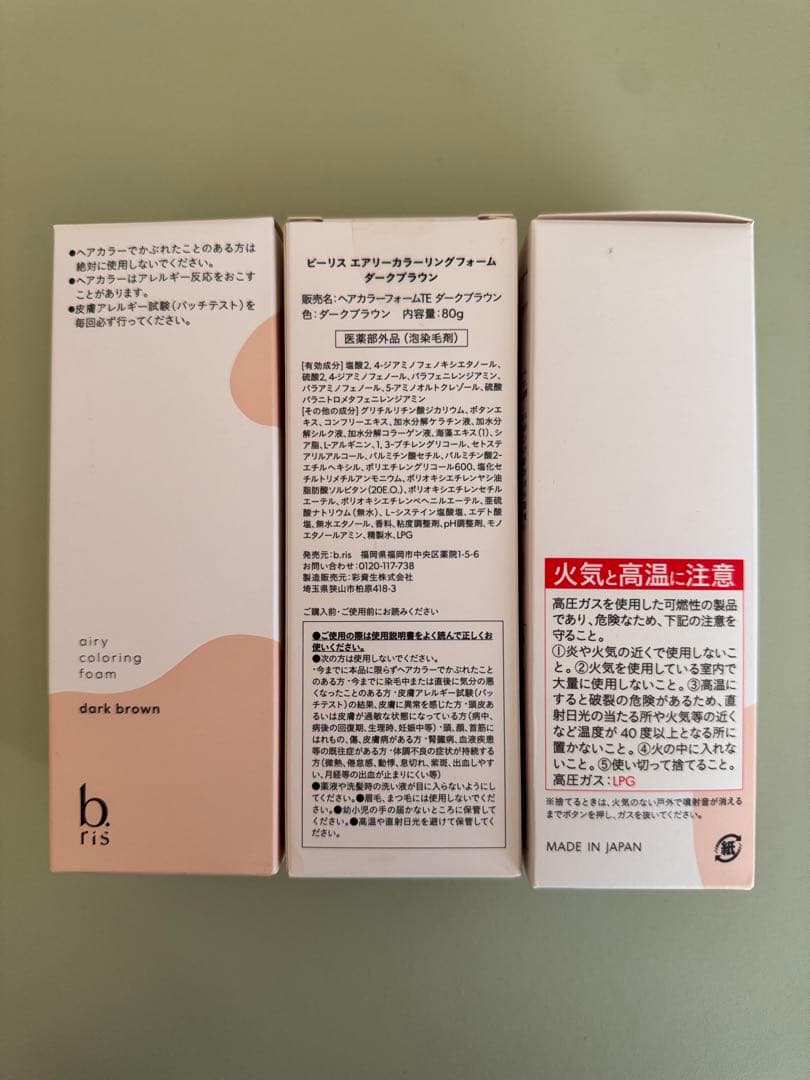 ●ヘアカラーでかぶれたことのある方は
絶対に使用しないでください。
●ヘアカラーはアレルギー反応をおこす
ことがあります。
●皮膚アレルギー試験(パッチテスト)を
毎回必ず行ってください。
airy
coloring
foam
dark brown
b.
ris
ビーリス エアリーカラーリングフォーム
ダークブラウン
販売名:ヘアカラーフォームTE ダークブラウン
色:ダークブラウン 内容量:80g
医薬部外品(泡染毛剤)
[有効成分]塩酸2, 4-ジアミノフェノキシエタノール、
硫酸2, 4-ジアミノフェノール、パラフェニレンジアミン、
パラアミノフェノール、5-アミノオルトクレゾール、硫酸
パラニトロメタフェニレンジアミン
[その他の成分]グリチルリチン酸ジカリウム、ボタンエ
キス、コンフリーエキス、加水分解ケラチン液、加水分
解シルク液、加水分解コラーゲン液、海藻エキス(1)、シ
ア脂、L-アルギニン、1, 3-ブチレングリコール、セトステ
アリルアルコール、パルミチン酸セチル、パルミチン酸2-
エチルヘキシル、ポリエチレングリコール600、塩化セ
チルトリメチルアンモニウム、ポリオキシエチレンヤシ油
脂肪酸ソルビタン(20E.O.)、ポリオキシエチレンセチル
エーテル、ポリオキシエチレンベヘニルエーテル、亜硫
酸ナトリウム(無水)、L-システイン塩酸塩、エデト酸
塩、無水エタノール、香料、粘度調整剤、pH調整剤、モノ
エタノールアミン、精製水、LPG
発売元:b.ris 福岡県福岡市中央区薬院1-5-6
お問い合わせ:0120-117-738
製造販売元:彩資生株式会社
埼玉県狭山市柏原418-3
ご購入前・ご使用前にお読みください
●ご使用の際は使用説明書をよく読んで正しくお
使いください。
●次の方は使用しないでください。
・今までに本品に限らずヘアカラーでかぶれたこと
のある方・今までに染毛中または直後に気分の悪
くなったことのある方・皮膚アレルギー試験(パッ
チテスト)の結果、皮膚に異常を感じた方・頭皮あ
るいは皮膚が過敏な状態になっている方(病中、
病後の回復期、生理時、妊娠中等)・頭、顔、首筋に
はれもの、傷、皮膚病がある方・腎臓病、血液疾患
等の既往症がある方・体調不良の症状が持続する
方(微熱、倦怠感、動悸、息切れ、紫斑、出血しやす
い、月経等の出血が止まりにくい等)
●薬液や洗髪時の洗い液が目に入らないようにし
てください。●眉毛、まつ毛には使用しないでくだ
さい。●幼小児の手の届かないところに保管して
ください。●高温や直射日光を避けて保管してく
ださい。
火気と高温に注意
高圧ガスを使用した可燃性の製品
であり、危険なため、下記の注意を
守ること。
①炎や火気の近くで使用しないこ
と。②火気を使用している室内で
大量に使用しないこと。③高温に
すると破裂の危険があるため、直
射日光の当たる所や火気等の近く
など温度が 40 度以上となる所に
置かないこと。④火の中に入れな
いこと。⑤使い切って捨てること。
高圧ガス:LPG
※捨てるときは、火気のない戸外で噴射音が消える
までボタンを押し、ガスを抜いてください。
MADE IN JAPAN
紙